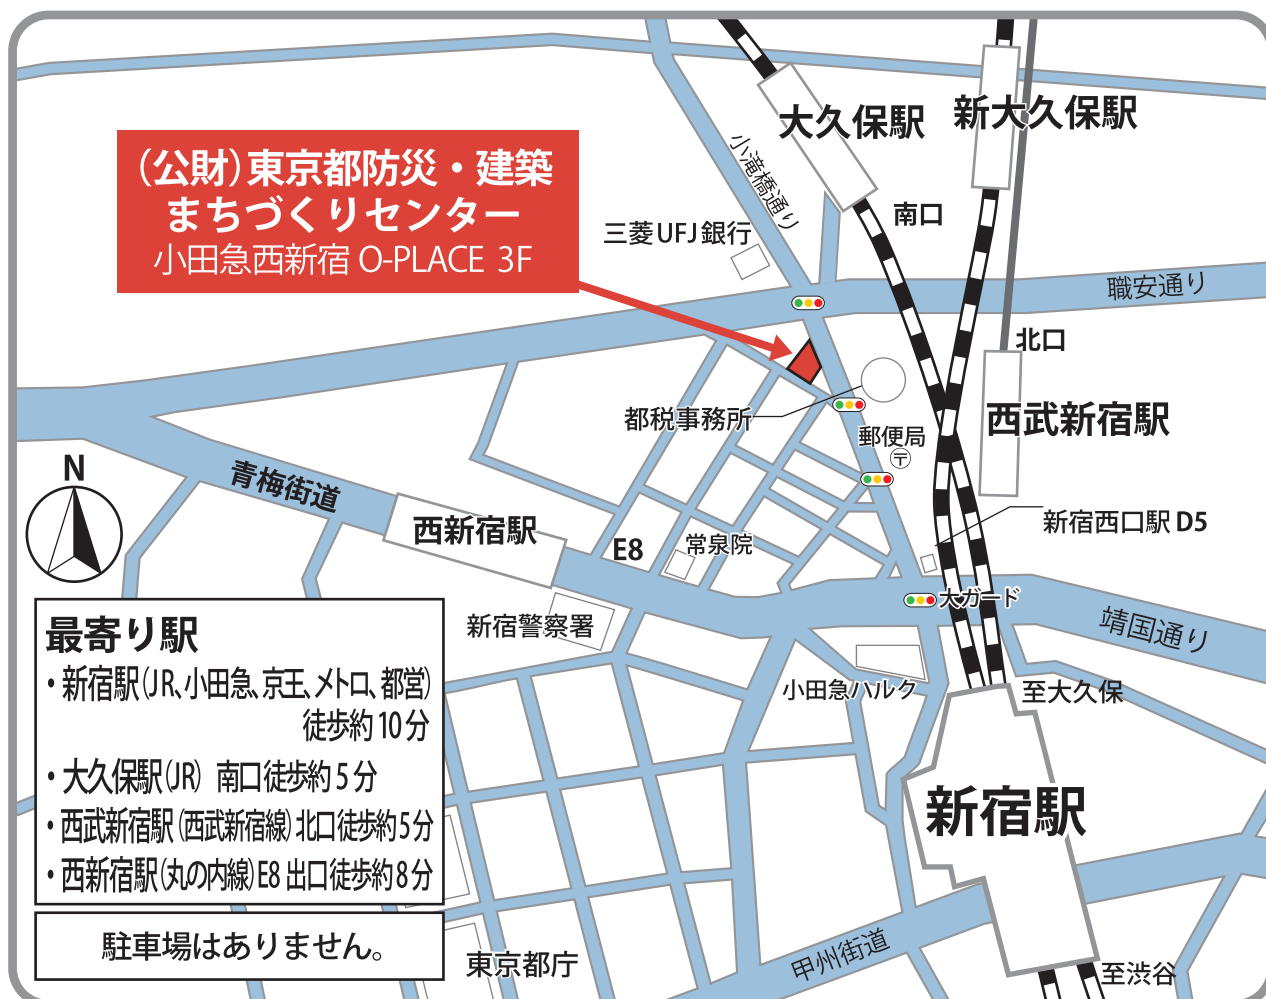 大久保駅
新大久保駅
(公財)東京都防災・建築
まちづくりセンター
小田急西新宿 O-PLACE 3F
小滝橋通り
三菱UFJ銀行
南口
職安通り
北口
都税事務所
西武新宿駅
郵便局
〒
N
青梅街道
西新宿駅
E8
常泉院
新宿西口駅 D5
新宿警察署
大ガード
靖国通り
小田急ハルク
至大久保
新宿駅
最寄り駅
・新宿駅(JR、小田急、京王、メトロ、都営)
徒歩約10分
・大久保駅(JR) 南口徒歩約5分
・西武新宿駅(西武新宿線)北口徒歩約5分
・西新宿駅(丸の内線)E8出口徒歩約8分
駐車場はありません。
東京都庁
甲州街道
至渋谷